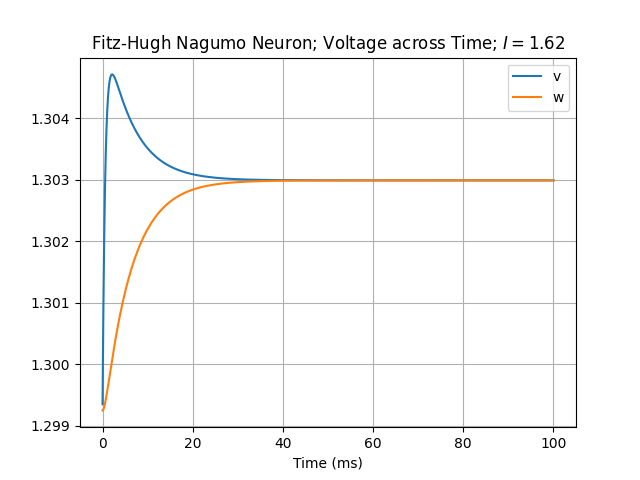 Fitz-Hugh Nagumo Neuron; Voltage across Time; I = 1.62
v
w
1.304
1.303
1.302
1.301
1.300
1.299
0 20 40 60 80 100
Time (ms)